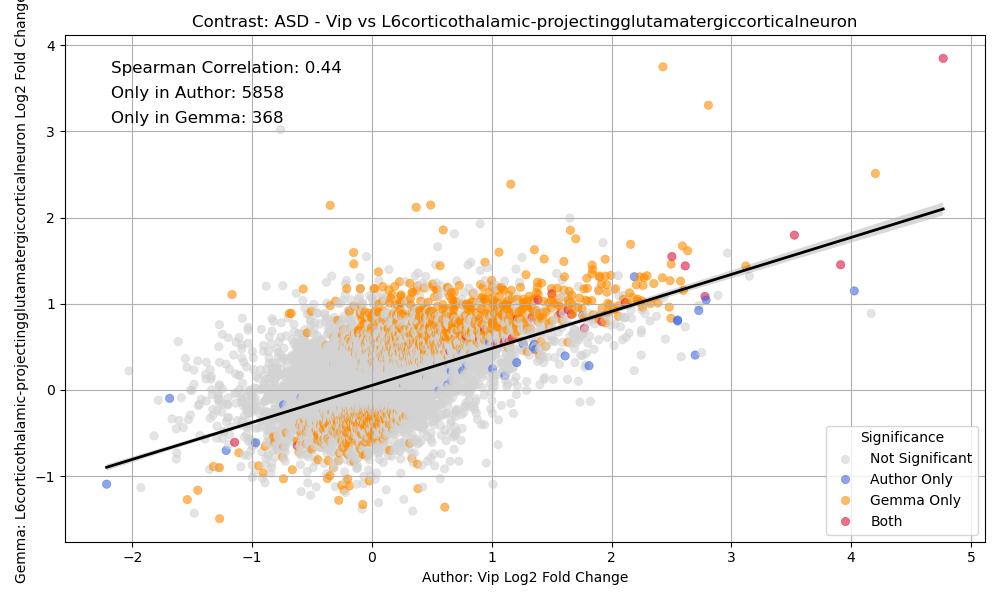 Contrast: ASD - Vip vs L6corticothalamic-projectingglutamatergiccorticalneuron
Gemma: L6corticothalamic-projectingglutamatergiccorticalneuron Log2 Fold Change
4
3
2
1
0
−1
Spearman Correlation: 0.44
Only in Author: 5858
Only in Gemma: 368
Significance
Not Significant
Author Only
Gemma Only
Both
−2
−1
0
1
2
3
4
5
Author: Vip Log2 Fold Change